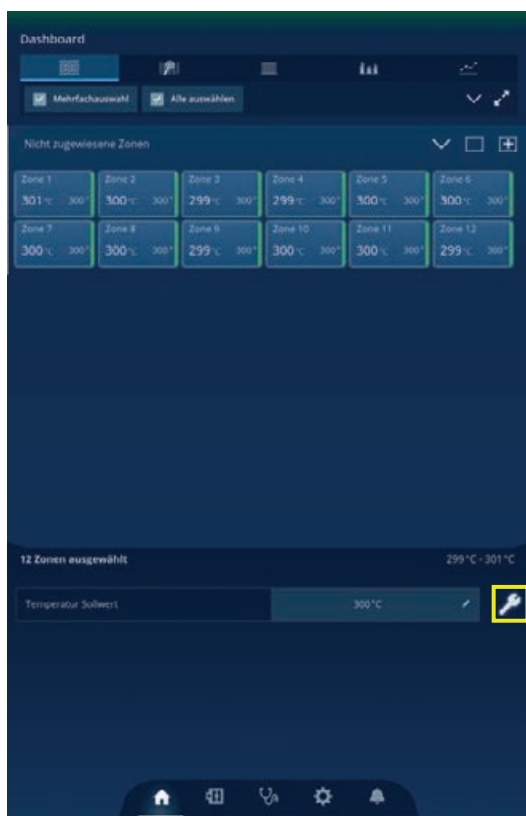 Dashboard
Mehrfachauswahl Alle auswählen
Nicht zugewiesene Zonen
Zone 1 Zone 2 Zone 3 Zone 4 Zone 5 Zone 6
301 °C 300° 300 °C 300° 299 °C 300° 299 °C 300° 300 °C 300° 300 °C 300°
Zone 7 Zone 8 Zone 9 Zone 10 Zone 11 Zone 12
300 °C 300° 300 °C 300° 299 °C 300° 300 °C 300° 300 °C 300° 299 °C 300°
12 Zonen ausgewählt 299 °C - 301 °C
Temperatur Sollwert 300 °C